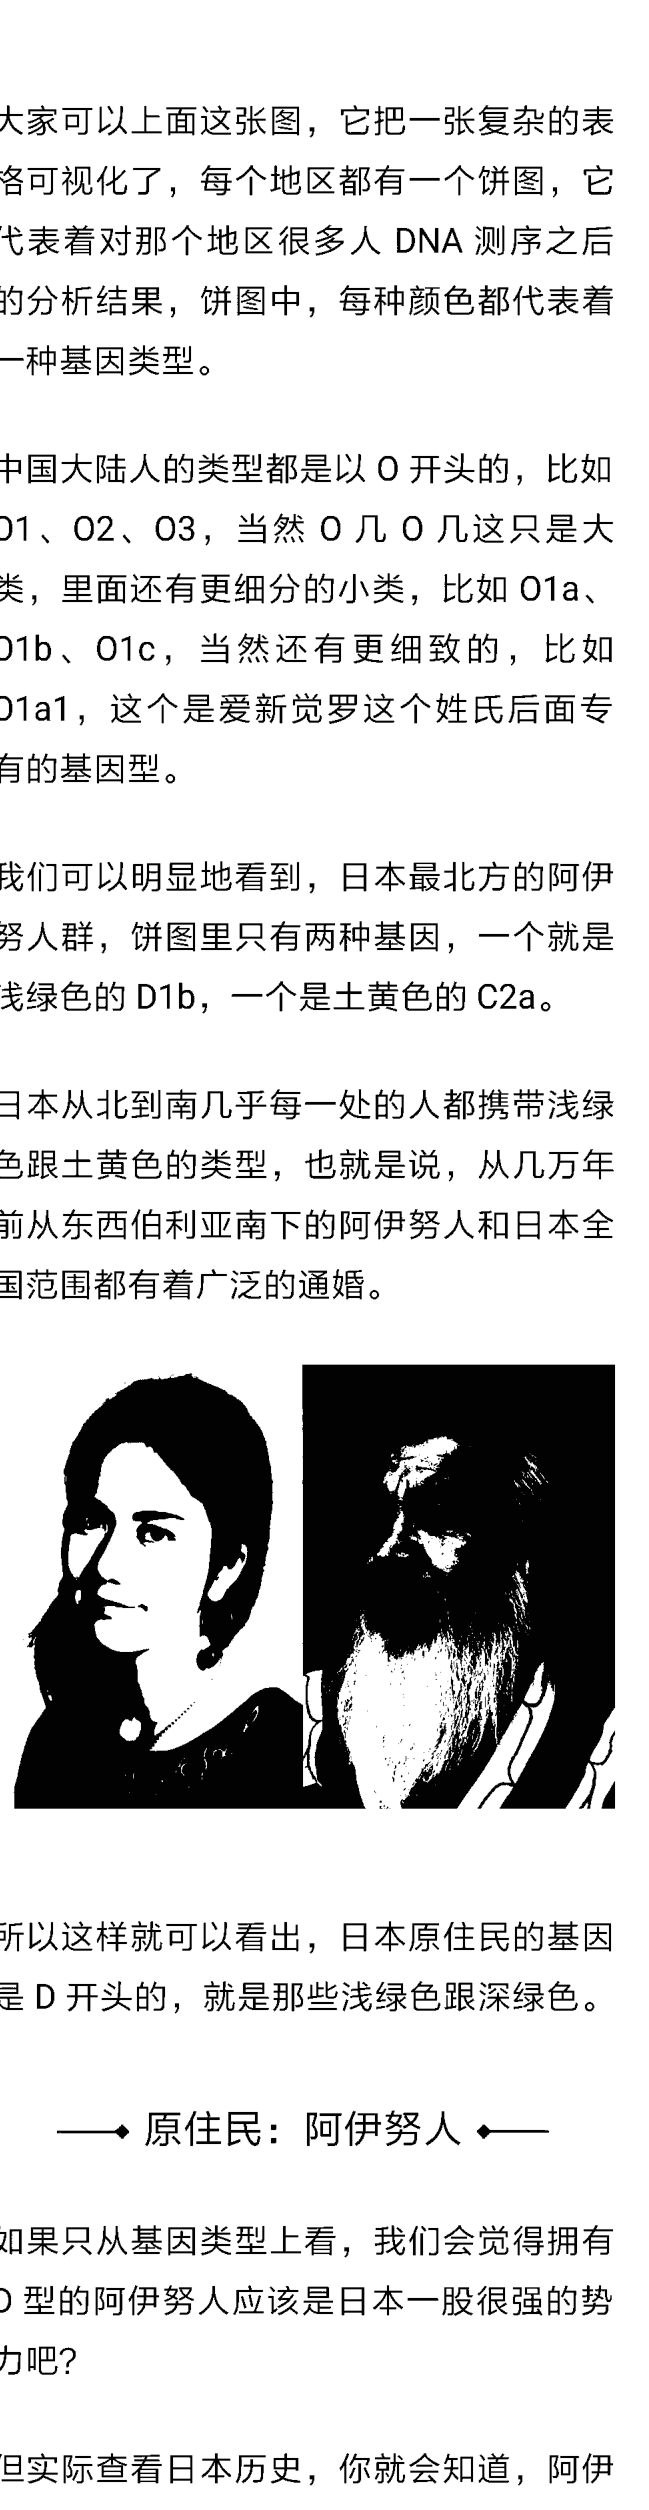 大家可以上面这张图，它把一张复杂的表
格可视化了，每个地区都有一个饼图，它
代表着对那个地区很多人 DNA 测序之后
的分析结果，饼图中，每种颜色都代表着
一种基因类型。
中国大陆人的类型都是以 O 开头的，比如
O1、O2、O3，当然 O 几 O 几这只是大
类，里面还有更细分的小类，比如 O1a、
O1b、O1c，当然还有更细致的，比如
O1a1，这个是爱新觉罗这个姓氏后面专
有的基因型。
我们可以明显地看到，日本最北方的阿伊
努人群，饼图里只有两种基因，一个就是
浅绿色的 D1b，一个是土黄色的 C2a。
日本从北到南几乎每一处的人都携带浅绿
色跟土黄色的类型，也就是说，从几万年
前从东西伯利亚南下的阿伊努人和日本全
国范围都有着广泛的通婚。
所以这样就可以看出，日本原住民的基因
是 D 开头的，就是那些浅绿色跟深绿色。
原住民：阿伊努人
如果只从基因类型上看，我们会觉得拥有
D 型的阿伊努人应该是日本一股很强的势
力吧？
但实际查看日本历史，你就会知道，阿伊